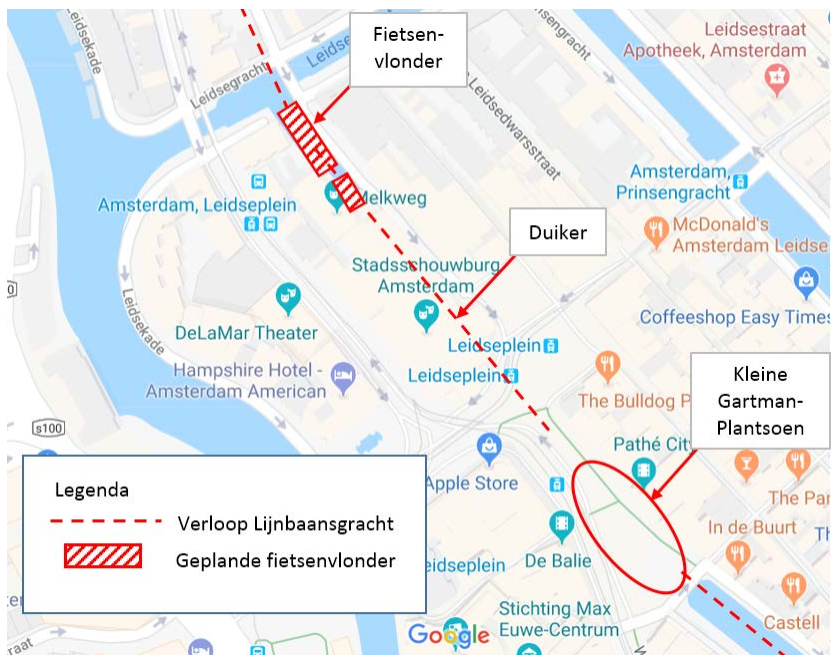 Leidsekade
Leidsegracht
Leidse
Fietsen-
vlonder
Leidsedwarsstraat
Leidsestraat
Apotheek, Amsterdam
Amsterdam,
Prinsengracht
McDonald's
Amsterdam Leidse
Amsterdam, Leidseplein
Melkweg
Duiker
Stadsschouwburg
Amsterdam
Leidsekade
Coffeeshop Easy Times
DeLaMar Theater
Leidseplein
Leidseplein
Hampshire Hotel -
Amsterdam American
The Bulldog P
Kleine
Gartman-
Plantsoen
s100
Pathé Cit
Apple Store
The Par
In de Buurt
De Balie
eidseplein
Castell
Stichting Max
Euwe-Centrum
Google
Legenda
Verloop Lijnbaansgracht
Geplande fietsenvlonder